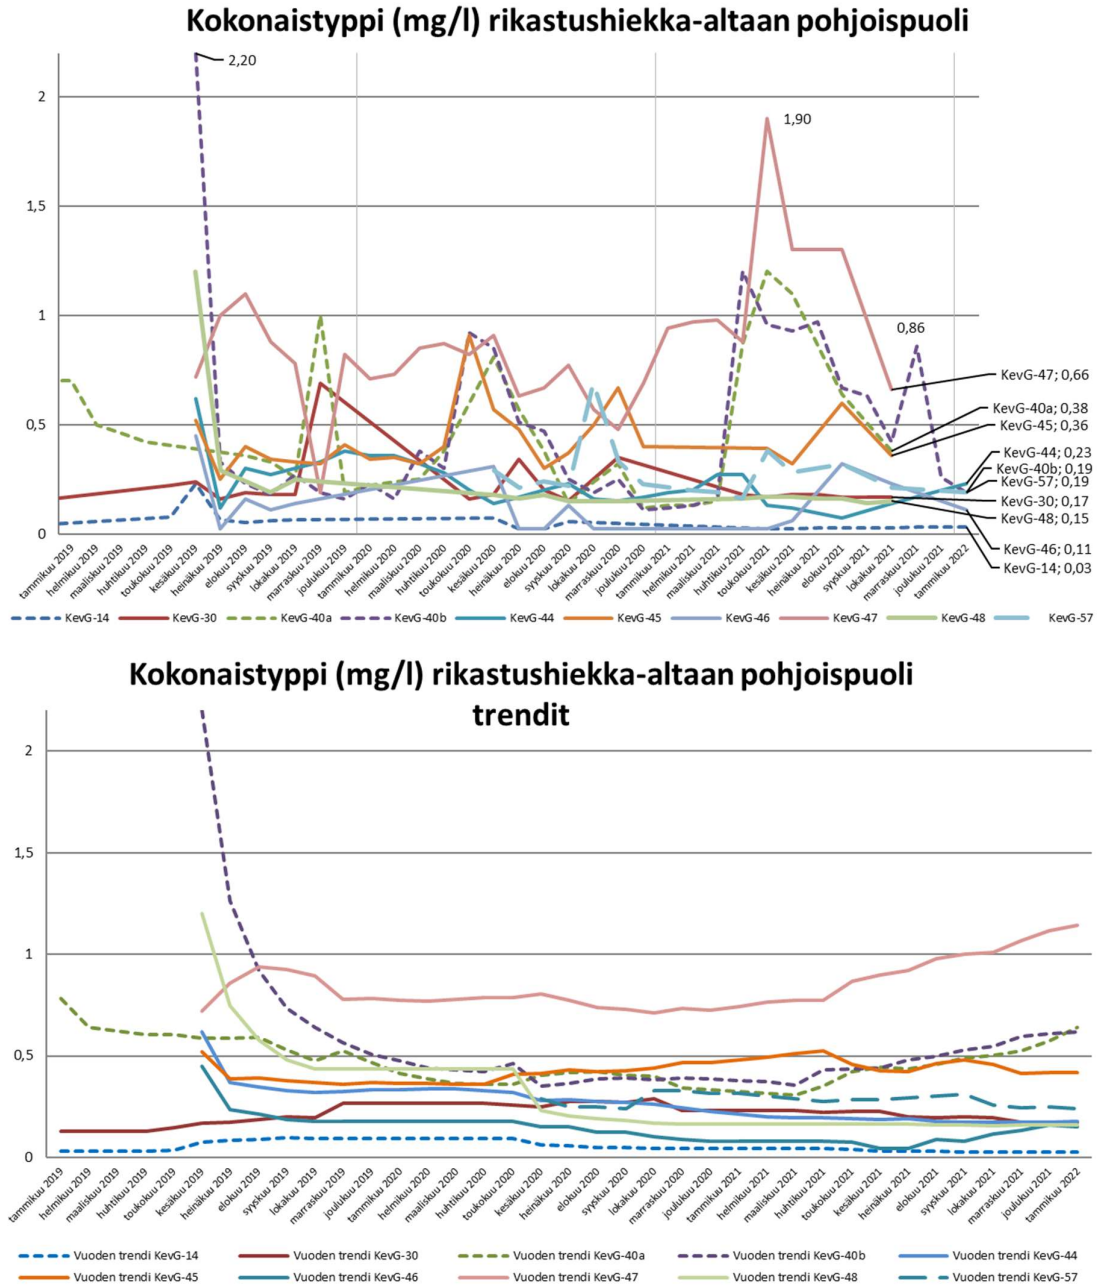 Kokonaistyppi (mg/l) rikastushiekka-altaan pohjoispuoli
2,20
2
1,90
1,5
1
0,86
KevG-47; 0,66
KevG-40a; 0,38
KevG-45; 0,36
0,5
KevG-44; 0,23
KevG-40b; 0,19
KevG-57; 0,19
KevG-30; 0,17
KevG-48; 0,15
0
KevG-46; 0,11
KevG-14; 0,03
tammikuu 2019
helmikuu 2019
maaliskuu 2019
huhtikuu 2019
toukokuu 2019
kesäkuu 2019
heinäkuu 2019
elokuu 2019
syyskuu 2019
lokakuu 2019
marraskuu 2019
joulukuu 2019
tammikuu 2020
helmikuu 2020
maaliskuu 2020
huhtikuu 2020
toukokuu 2020
kesäkuu 2020
heinäkuu 2020
elokuu 2020
syyskuu 2020
lokakuu 2020
marraskuu 2020
joulukuu 2020
tammikuu 2021
helmikuu 2021
maaliskuu 2021
huhtikuu 2021
toukokuu 2021
kesäkuu 2021
heinäkuu 2021
elokuu 2021
syyskuu 2021
lokakuu 2021
marraskuu 2021
joulukuu 2021
tammikuu 2022
KevG-14 KevG-30 KevG-40a KevG-40b KevG-44 KevG-45 KevG-46 KevG-47 KevG-48 KevG-57
Kokonaistyppi (mg/l) rikastushiekka-altaan pohjoispuoli
trendit
2
1,5
1
0,5
0
tammikuu 2019
helmikuu 2019
maaliskuu 2019
huhtikuu 2019
toukokuu 2019
kesäkuu 2019
heinäkuu 2019
elokuu 2019
syyskuu 2019
lokakuu 2019
marraskuu 2019
joulukuu 2019
tammikuu 2020
helmikuu 2020
maaliskuu 2020
huhtikuu 2020
toukokuu 2020
kesäkuu 2020
heinäkuu 2020
elokuu 2020
syyskuu 2020
lokakuu 2020
marraskuu 2020
joulukuu 2020
tammikuu 2021
helmikuu 2021
maaliskuu 2021
huhtikuu 2021
toukokuu 2021
kesäkuu 2021
heinäkuu 2021
elokuu 2021
syyskuu 2021
lokakuu 2021
marraskuu 2021
joulukuu 2021
tammikuu 2022
Vuoden trendi KevG-14 Vuoden trendi KevG-30 Vuoden trendi KevG-40a Vuoden trendi KevG-40b Vuoden trendi KevG-44
Vuoden trendi KevG-45 Vuoden trendi KevG-46 Vuoden trendi KevG-47 Vuoden trendi KevG-48 Vuoden trendi KevG-57